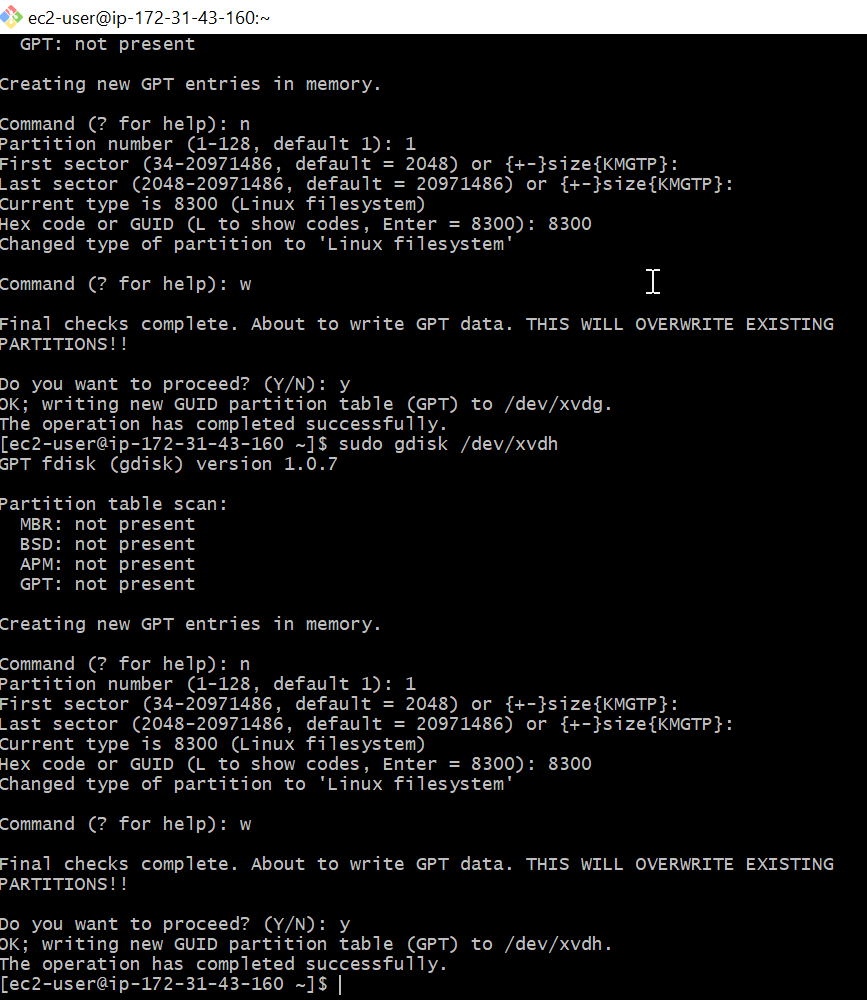 ec2-user@ip-172-31-43-160:~
GPT: not present
Creating new GPT entries in memory.
Command (? for help): n
Partition number (1-128, default 1): 1
First sector (34-20971486, default = 2048) or {+-}size{KMGTP}:
Last sector (2048-20971486, default = 20971486) or {+-}size{KMGTP}:
Current type is 8300 (Linux filesystem)
Hex code or GUID (L to show codes, Enter = 8300): 8300
Changed type of partition to 'Linux filesystem'
Command (? for help): w
Final checks complete. About to write GPT data. THIS WILL OVERWRITE EXISTING
PARTITIONS!!
Do you want to proceed? (Y/N): y
OK; writing new GUID partition table (GPT) to /dev/xvdg.
The operation has completed successfully.
[ec2-user@ip-172-31-43-160 ~]$ sudo gdisk /dev/xvdh
GPT fdisk (gdisk) version 1.0.7
Partition table scan:
MBR: not present
BSD: not present
APM: not present
GPT: not present
Creating new GPT entries in memory.
Command (? for help): n
Partition number (1-128, default 1): 1
First sector (34-20971486, default = 2048) or {+-}size{KMGTP}:
Last sector (2048-20971486, default = 20971486) or {+-}size{KMGTP}:
Current type is 8300 (Linux filesystem)
Hex code or GUID (L to show codes, Enter = 8300): 8300
Changed type of partition to 'Linux filesystem'
Command (? for help): w
Final checks complete. About to write GPT data. THIS WILL OVERWRITE EXISTING
PARTITIONS!!
Do you want to proceed? (Y/N): y
OK; writing new GUID partition table (GPT) to /dev/xvdh.
The operation has completed successfully.
[ec2-user@ip-172-31-43-160 ~]$